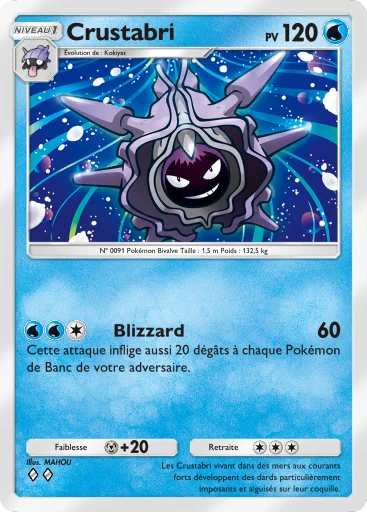 NIVEAU 1
Crustabri
PV 120
Évolution de : Kokiyas
N° 0091 Pokémon Bivalve Taille : 1,5 m Poids : 132,5 kg
Blizzard 60
Cette attaque inflige aussi 20 dégâts à chaque Pokémon
de Banc de votre adversaire.
Faiblesse +20 Retraite
Illus. MAHOU
Les Crustabri vivant dans des mers aux courants
forts développent des dards particulièrement
imposants et aiguisés sur leur coquille.